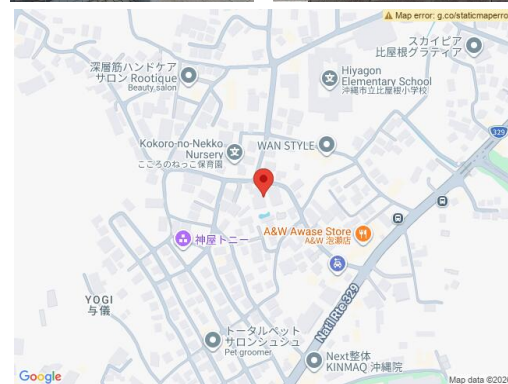 Map error: g.co/staticmaperro
スカイピア
比屋根グラティア
深層筋ハンドケア
サロン Rootique
Beauty salon
Hiyagon
Elementary School
沖縄市立比屋根小学校
329
Kokoro-no-Nekko
Nursery
こころのねっこ保育園
WAN STYLE
A&W Awase Store
A&W 泡瀬店
神屋トニー
YOGI
与儀
Nat'l Rte 329
トータルペット
サロンシュシュ
Pet groomer
Next整体
KINMAQ 沖縄院
Google
Map data ©2026